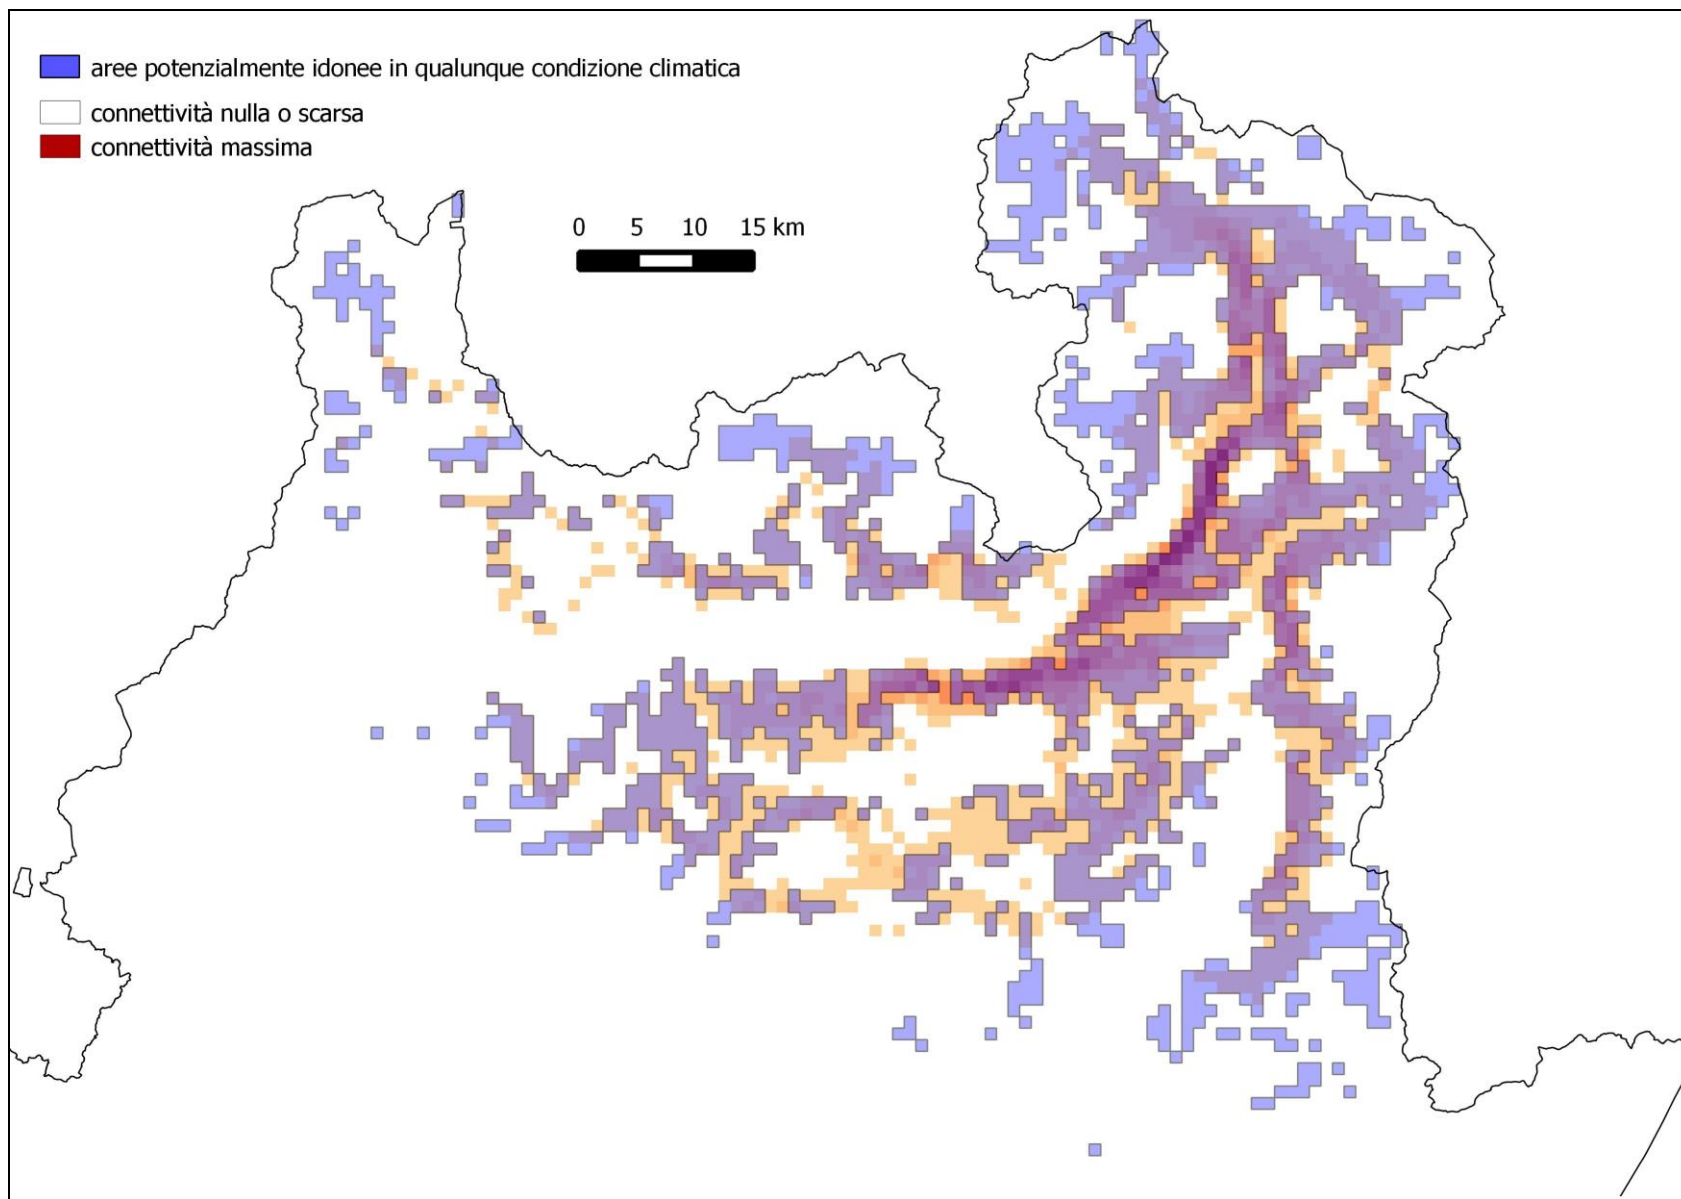 aree potenzialmente idonee in qualunque condizione climatica
connettività nulla o scarsa
connettività massima
0 5 10 15 km